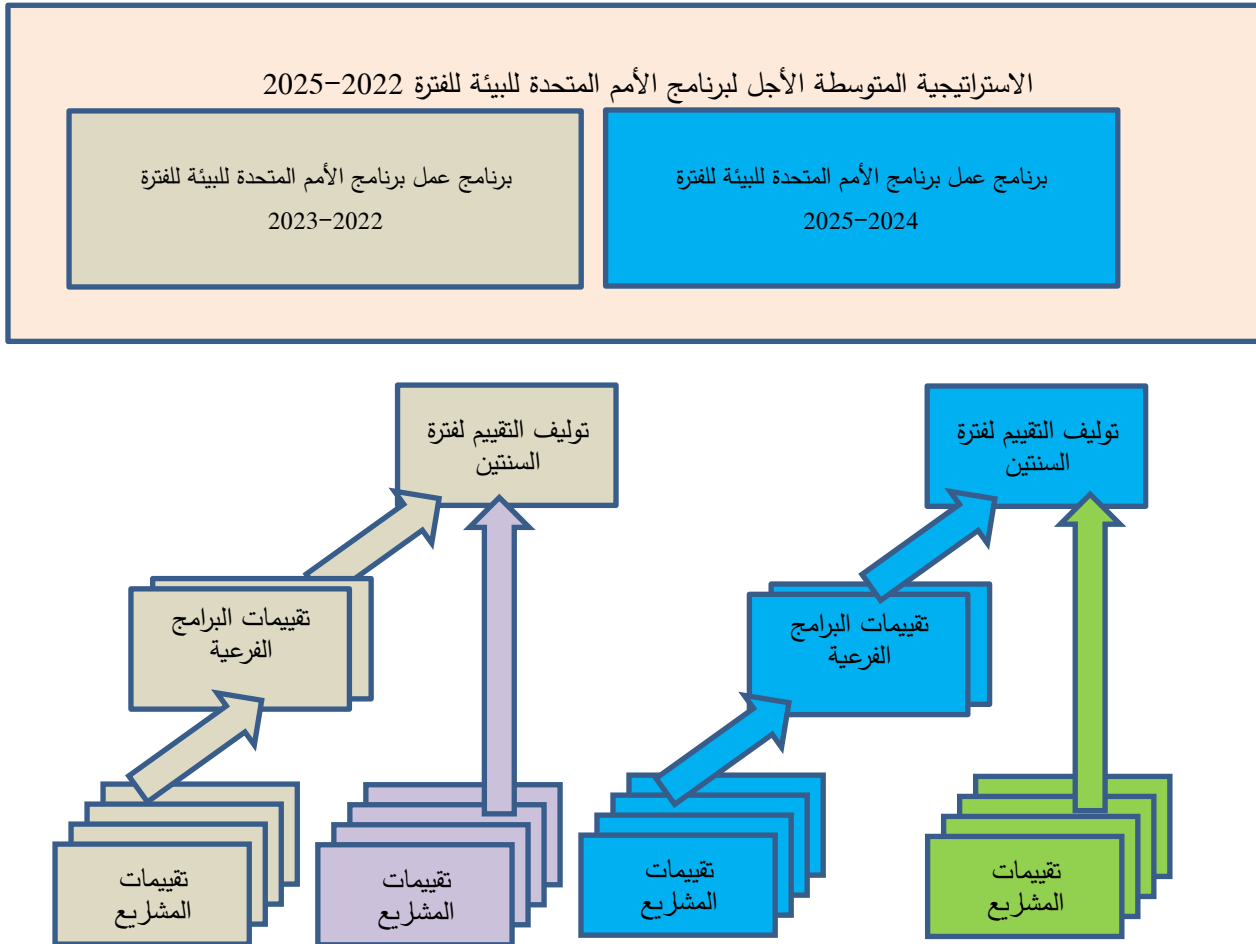 الاستراتيجية المتوسطة الأجل لبرنامج الأمم المتحدة للبيئة للفترة 2022-2025
برنامج عمل برنامج الأمم المتحدة للبيئة للفترة
2024-2025
برنامج عمل برنامج الأمم المتحدة للبيئة للفترة
2022-2023
توليف التقييم لفترة
السنتين
توليف التقييم لفترة
السنتين
تقييمات البرامج
الفرعية
تقييمات البرامج
الفرعية
تقييمات
المشاريع
تقييمات
المشاريع
تقييمات
المشاريع
تقييمات
المشاريع